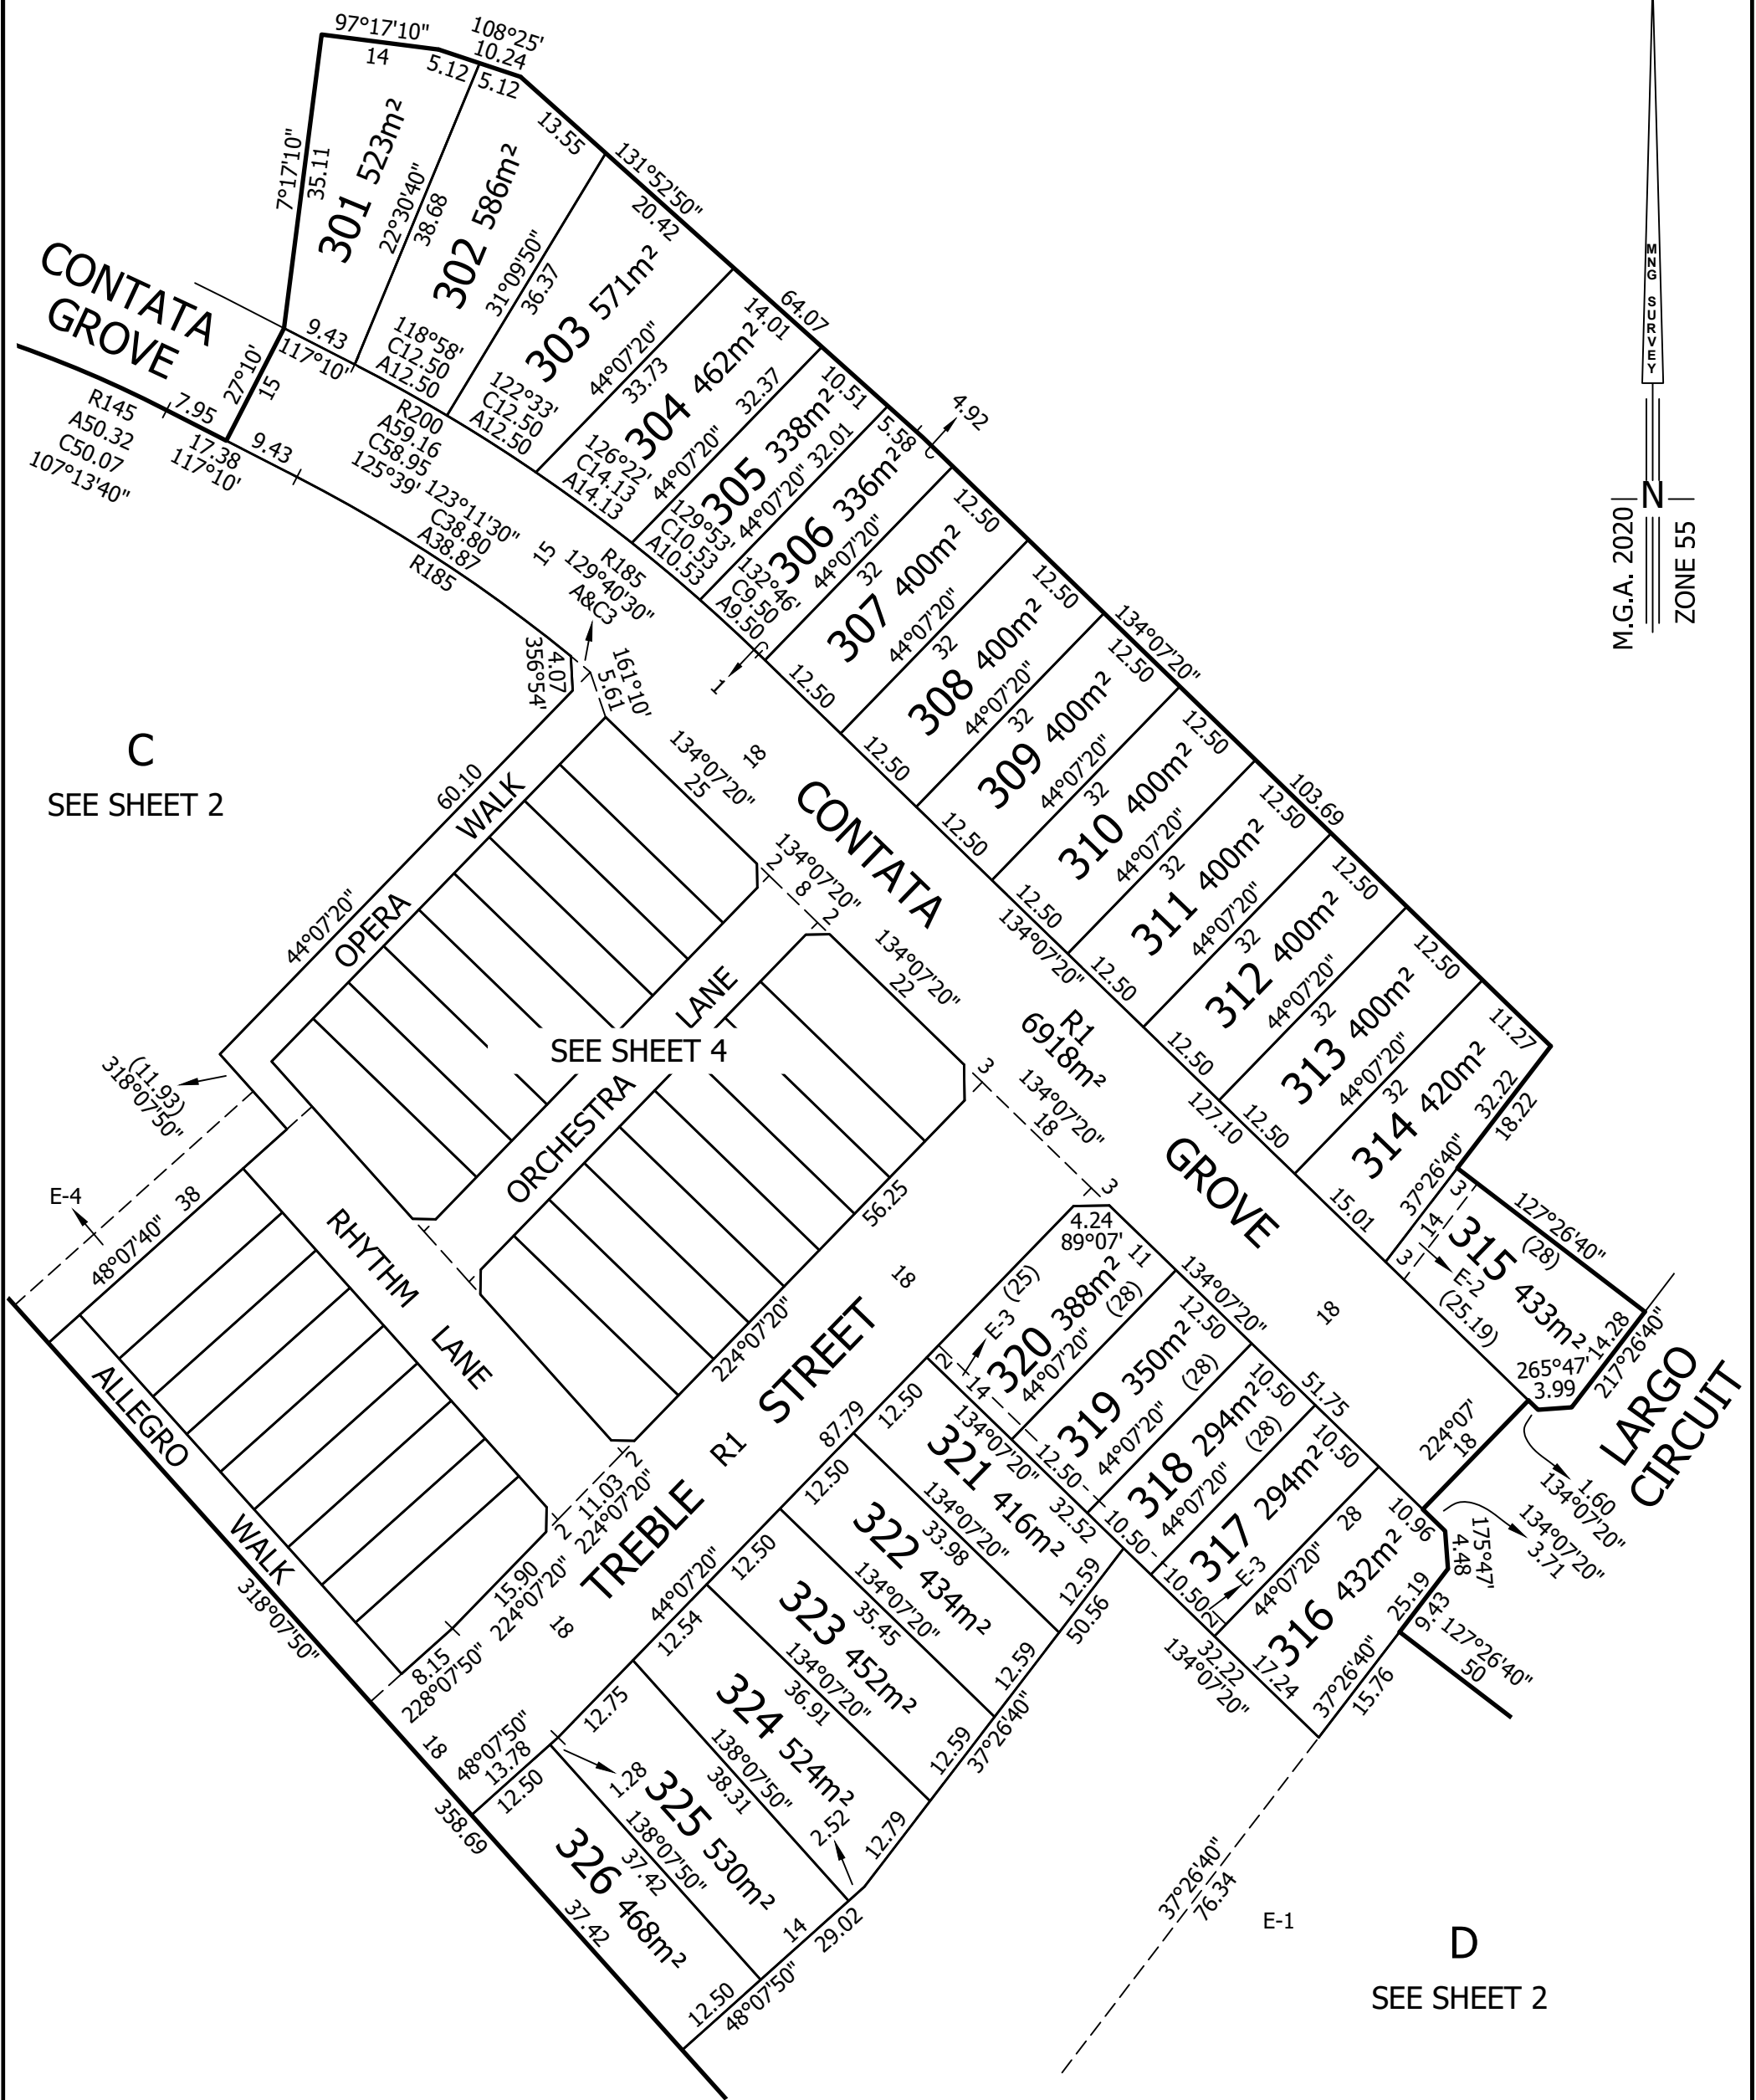 97°17'10"
14
108°25'
10.24
5.12
5.12
13.55
7°17'10"
35.11
301 523m²
22°30'40"
38.68
302 586m²
31°09'50"
36.37
303 571m²
131°52'50"
20.42
64.07
14.01
44°07'20"
33.73
304 462m²
32.37
44°07'20"
10.51
305 338m²
44°07'20" 32.01
5.58
4.92
306 336m²
44°07'20"
32
CONTATA
GROVE
9.43
117°10'
118°58'
C12.50
A12.50
122°33'
C12.50
A12.50
126°22'
C14.13
A14.13
129°53'
C10.53
A10.53
132°46'
C9.50
A9.50
1
27°10'
15
7.95
R145
A50.32
C50.07
107°13'40"
17.38
117°10'
9.43
R200
A59.16
C58.95
125°39'
123°11'30"
C38.80
A38.87
R185
15
R185
129°40'30"
A&C3
4.07
356°54'
161°10'
5.61
12.50
307 400m²
44°07'20"
32
12.50
12.50
308 400m²
44°07'20"
32
12.50
134°07'20"
12.50
309 400m²
44°07'20"
32
12.50
12.50
310 400m²
44°07'20"
32
12.50
103.69
12.50
311 400m²
44°07'20"
32
12.50
134°07'20"
12.50
312 400m²
44°07'20"
32
12.50
12.50
313 400m²
44°07'20"
32
12.50
127.10
11.27
314 420m²
32.22
18.22
37°26'40"
15.01
3
14
3
E-2
315 433m²
127°26'40"
(28)
(25.19)
14.28
217°26'40"
265°47'
3.99
LARGO
CIRCUIT
MNG SURVEY
N
M.G.A. 2020
ZONE 55
C
SEE SHEET 2
60.10
44°07'20"
OPERA
WALK
134°07'20"
25
18
CONTATA
GROVE
2
134°07'20"
8
2
134°07'20"
22
R1
6918m²
3
134°07'20"
18
3
SEE SHEET 4
ORCHESTRA
LANE
(11.93)
318°07'50"
E-4
38
48°07'40"
RHYTHM
LANE
56.25
224°07'20"
18
TREBLE
R1
STREET
ALLEGRO
WALK
318°07'50"
2
11.03
224°07'20"
2
15.90
224°07'20"
8.15
228°07'50"
18
18
4.24
89°07'
11
(25)
E-3
320 388m²
44°07'20"
(28)
134°07'20"
18
2
14
12.50
319 350m²
44°07'20"
(28)
12.50
10.50
51.75
318 294m²
44°07'20"
(28)
10.50
10.50
317 294m²
44°07'20"
28
E-3
10.50
2
10.96
316 432m²
25.19
37°26'40"
17.24
32.22
134°07'20"
224°07'
18
1.60
134°07'20"
134°07'20"
3.71
175°47'
4.48
9.43
127°26'40"
50
15.76
87.79
12.50
134°07'20"
32.52
321 416m²
134°07'20"
33.98
12.59
50.56
12.50
322 434m²
134°07'20"
35.45
12.59
12.50
44°07'20"
323 452m²
134°07'20"
36.91
12.59
37°26'40"
12.54
324 524m²
138°07'50"
38.31
2.52
12.79
12.75
48°07'50"
13.78
1.28
325 530m²
138°07'50"
37.42
14
29.02
12.50
326 468m²
37.42
12.50
48°07'50"
358.69
37°26'40"
76.34
E-1
D
SEE SHEET 2